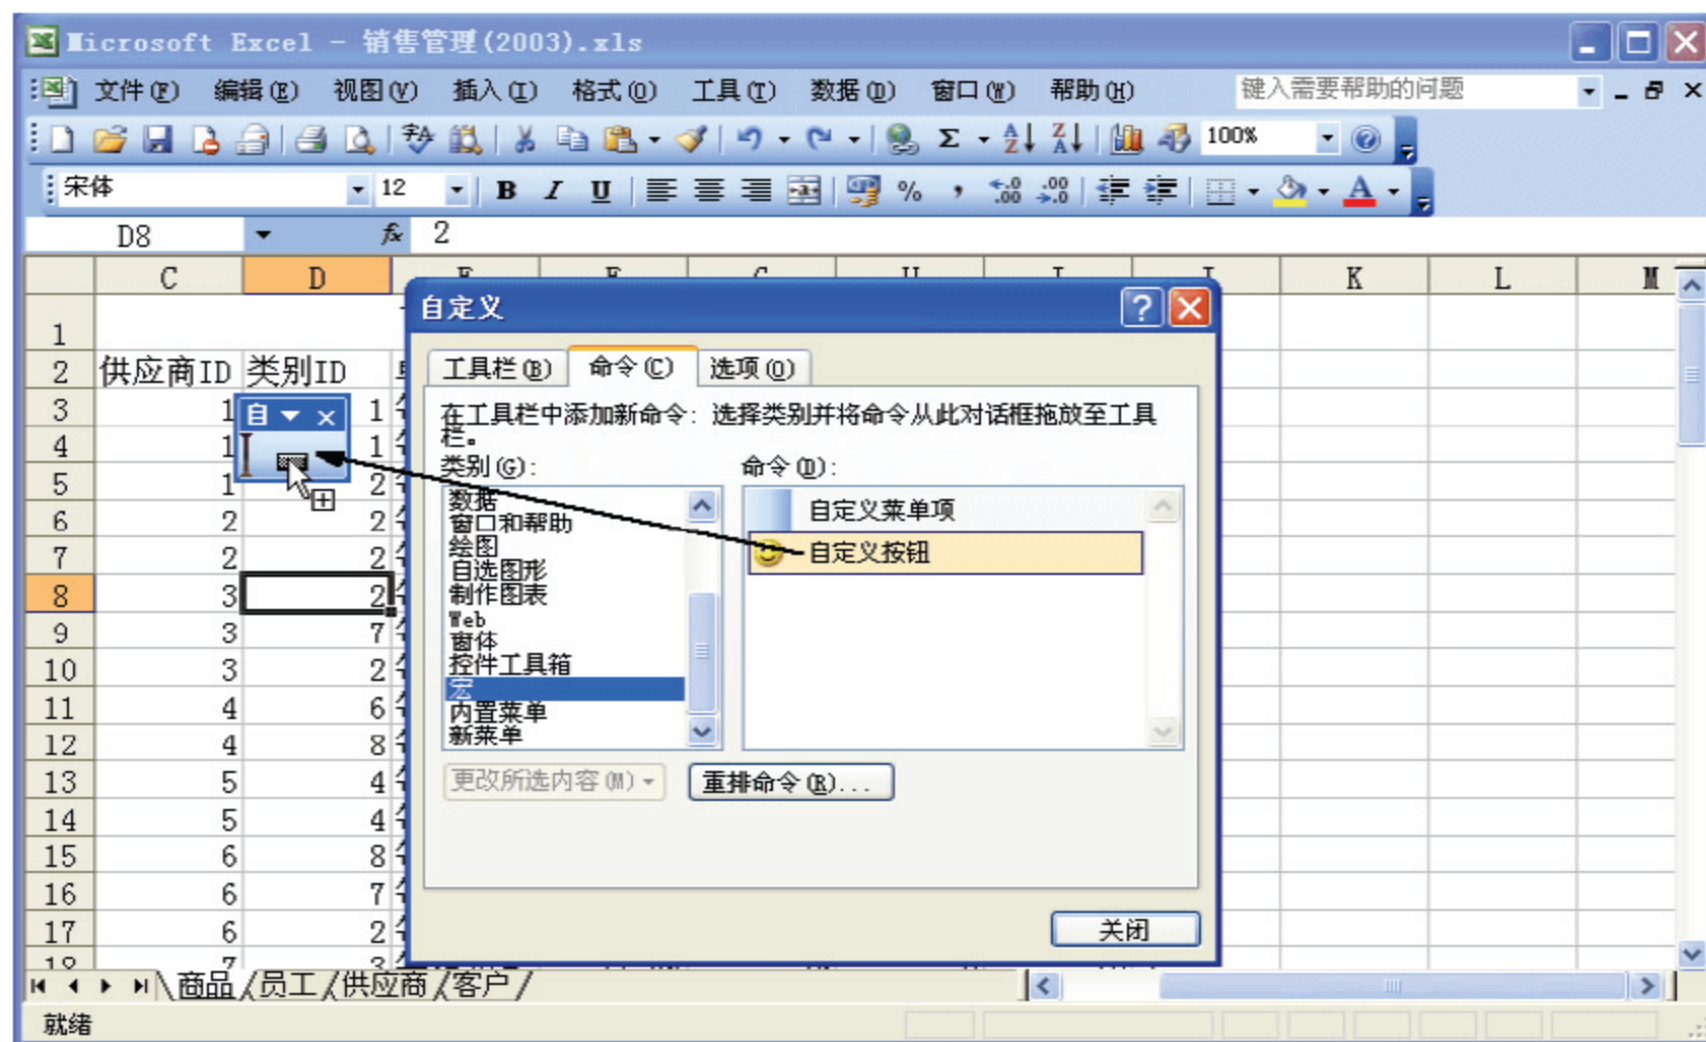 Microsoft Excel - 销售管理(2003).xls
文件(F) 编辑(E) 视图(V) 插入(I) 格式(O) 工具(T) 数据(D) 窗口(W) 帮助(H) 键入需要帮助的问题
100%
宋体 12 B I U
D8 fx 2
C D K L M
自定义
1
工具栏(B) 命令(C) 选项(O)
2 供应商ID 类别ID
在工具栏中添加新命令: 选择类别并将命令从此对话框拖放至工具
栏。
3 1 自 1
4 1 1
类别(G): 命令(D):
5 1 2
数据 自定义菜单项
窗口和帮助
6 2 2
绘图 自定义按钮
7 2 2
自选图形
制作图表
8 3 2
Web
9 3 7
窗体
控件工具箱
10 3 2
宏
内置菜单
11 4 6
新菜单
12 4 8
更改所选内容(M) 重排命令(R)...
13 5 4
14 5 4
15 6 8
16 6 7
17 6 2
关闭
18 7 3
商品 员工 供应商 客户
就绪